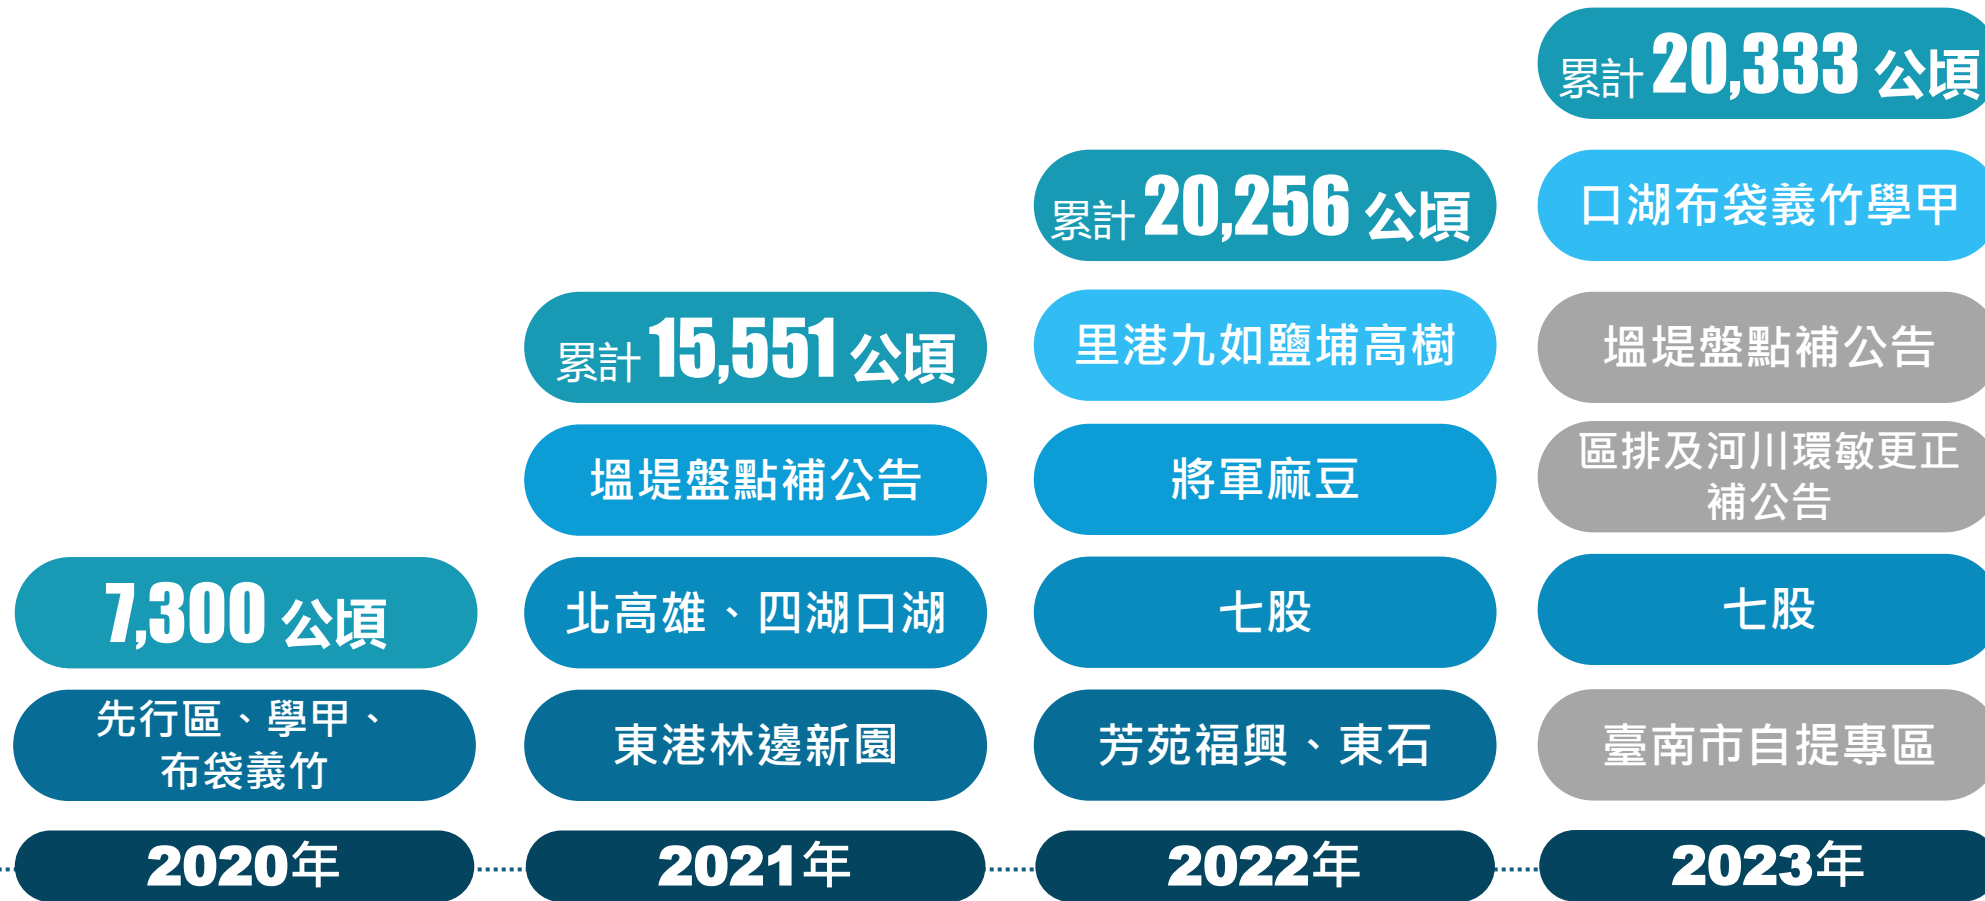 7,300 公頃
先行區、學甲、
布袋義竹
2020年
累計 15,551 公頃
塭堤盤點補公告
北高雄、四湖口湖
東港林邊新園
2021年
累計 20,256 公頃
里港九如鹽埔高樹
將軍麻豆
七股
芳苑福興、東石
2022年
累計 20,333 公頃
口湖布袋義竹學甲
塭堤盤點補公告
區排及河川環敏更正
補公告
七股
臺南市自提專區
2023年